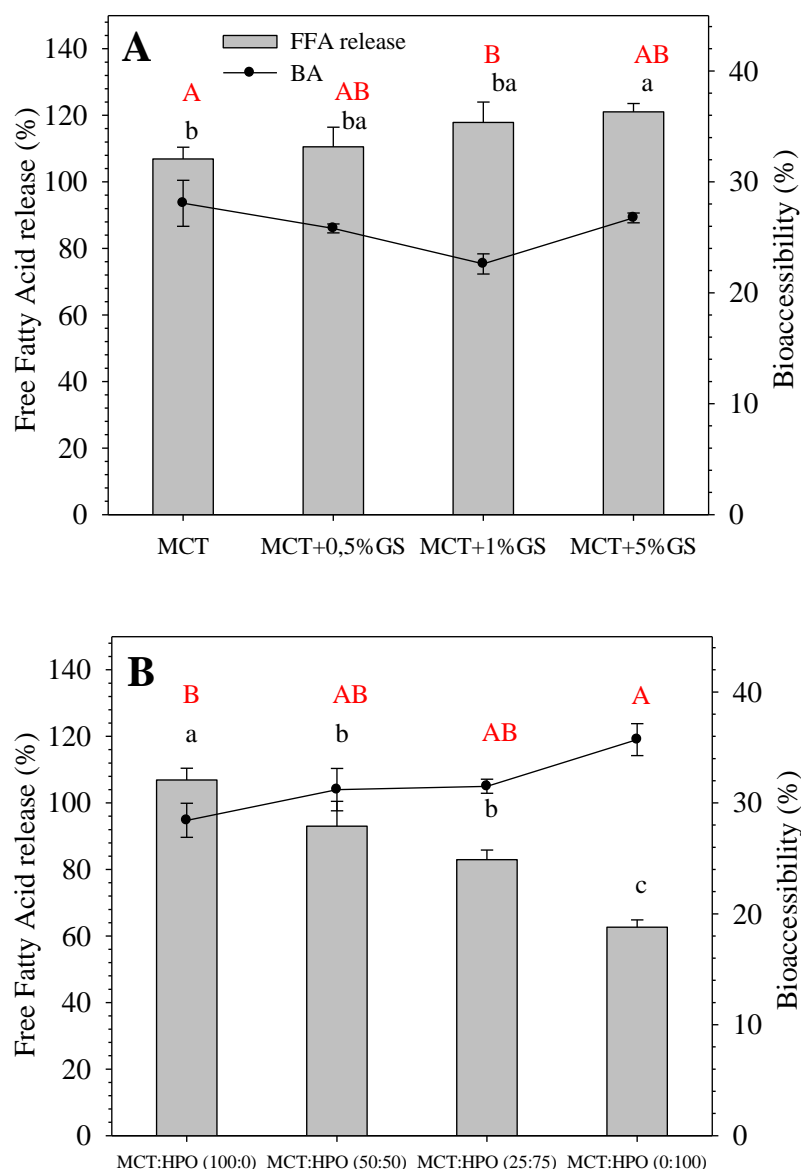 A
FFA release
BA
A AB B AB
b ba ba a
Free Fatty Acid release (%)
140
120
100
80
60
40
20
0
40
30
20
10
0
Bioaccessibility (%)
MCT MCT+0,5%GS MCT+1%GS MCT+5%GS
B
B AB AB A
a b b c
Free Fatty Acid release (%)
140
120
100
80
60
40
20
0
40
30
20
10
0
Bioaccessibility (%)
MCT:HPO (100:0) MCT:HPO (50:50) MCT:HPO (25:75) MCT:HPO (0:100)